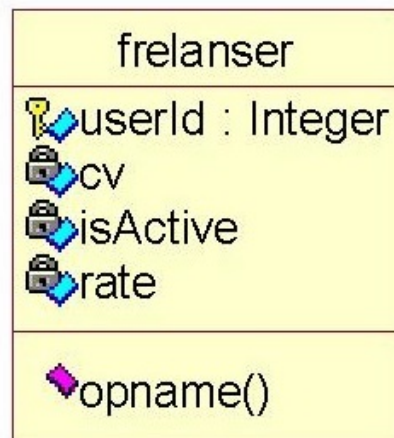 frelanser
userId : Integer
cv
isActive
rate
opname()